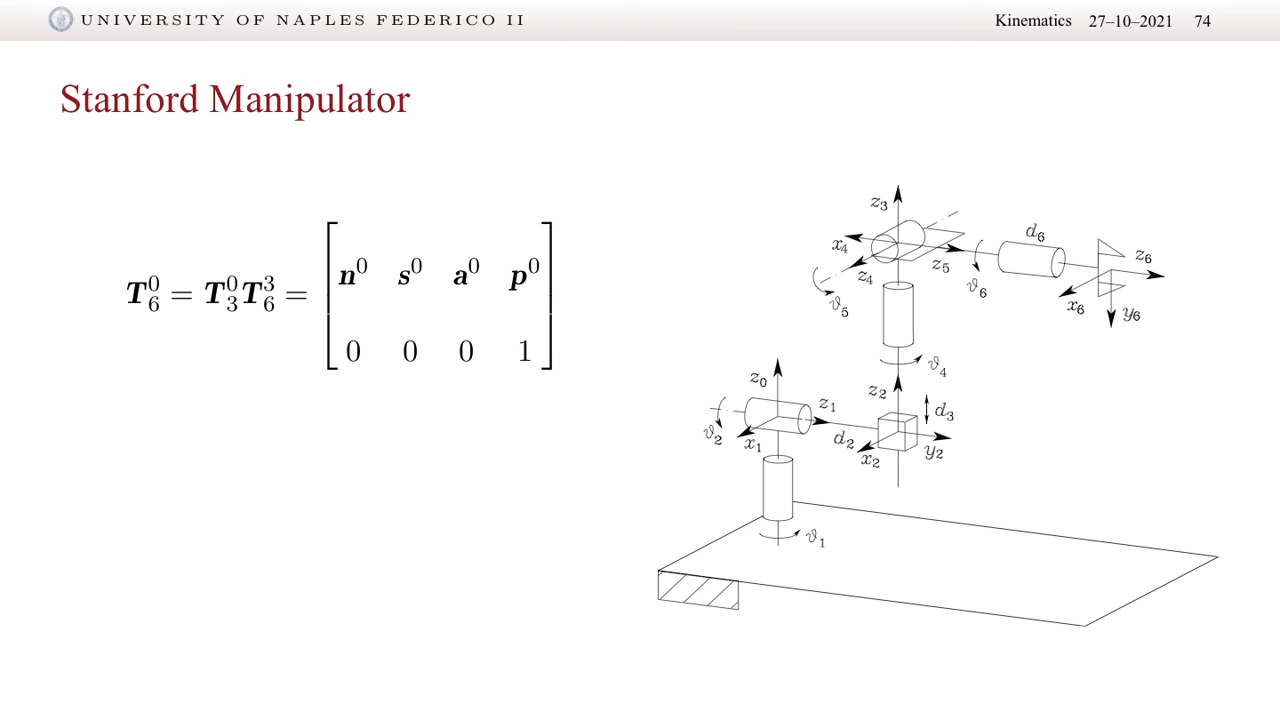 UNIVERSITY OF NAPLES FEDERICO II
Kinematics 27–10–2021 74
Stanford Manipulator
T⁰₆ = T⁰₃T³₆ =
n⁰ s⁰ a⁰ p⁰
0 0 0 1
z₃
d₆
x₄
z₄
z₅
z₆
ϑ₅
ϑ₆
x₆
y₆
ϑ₄
z₀
z₂
z₁
d₃
ϑ₂
x₁
d₂
x₂
y₂
ϑ₁